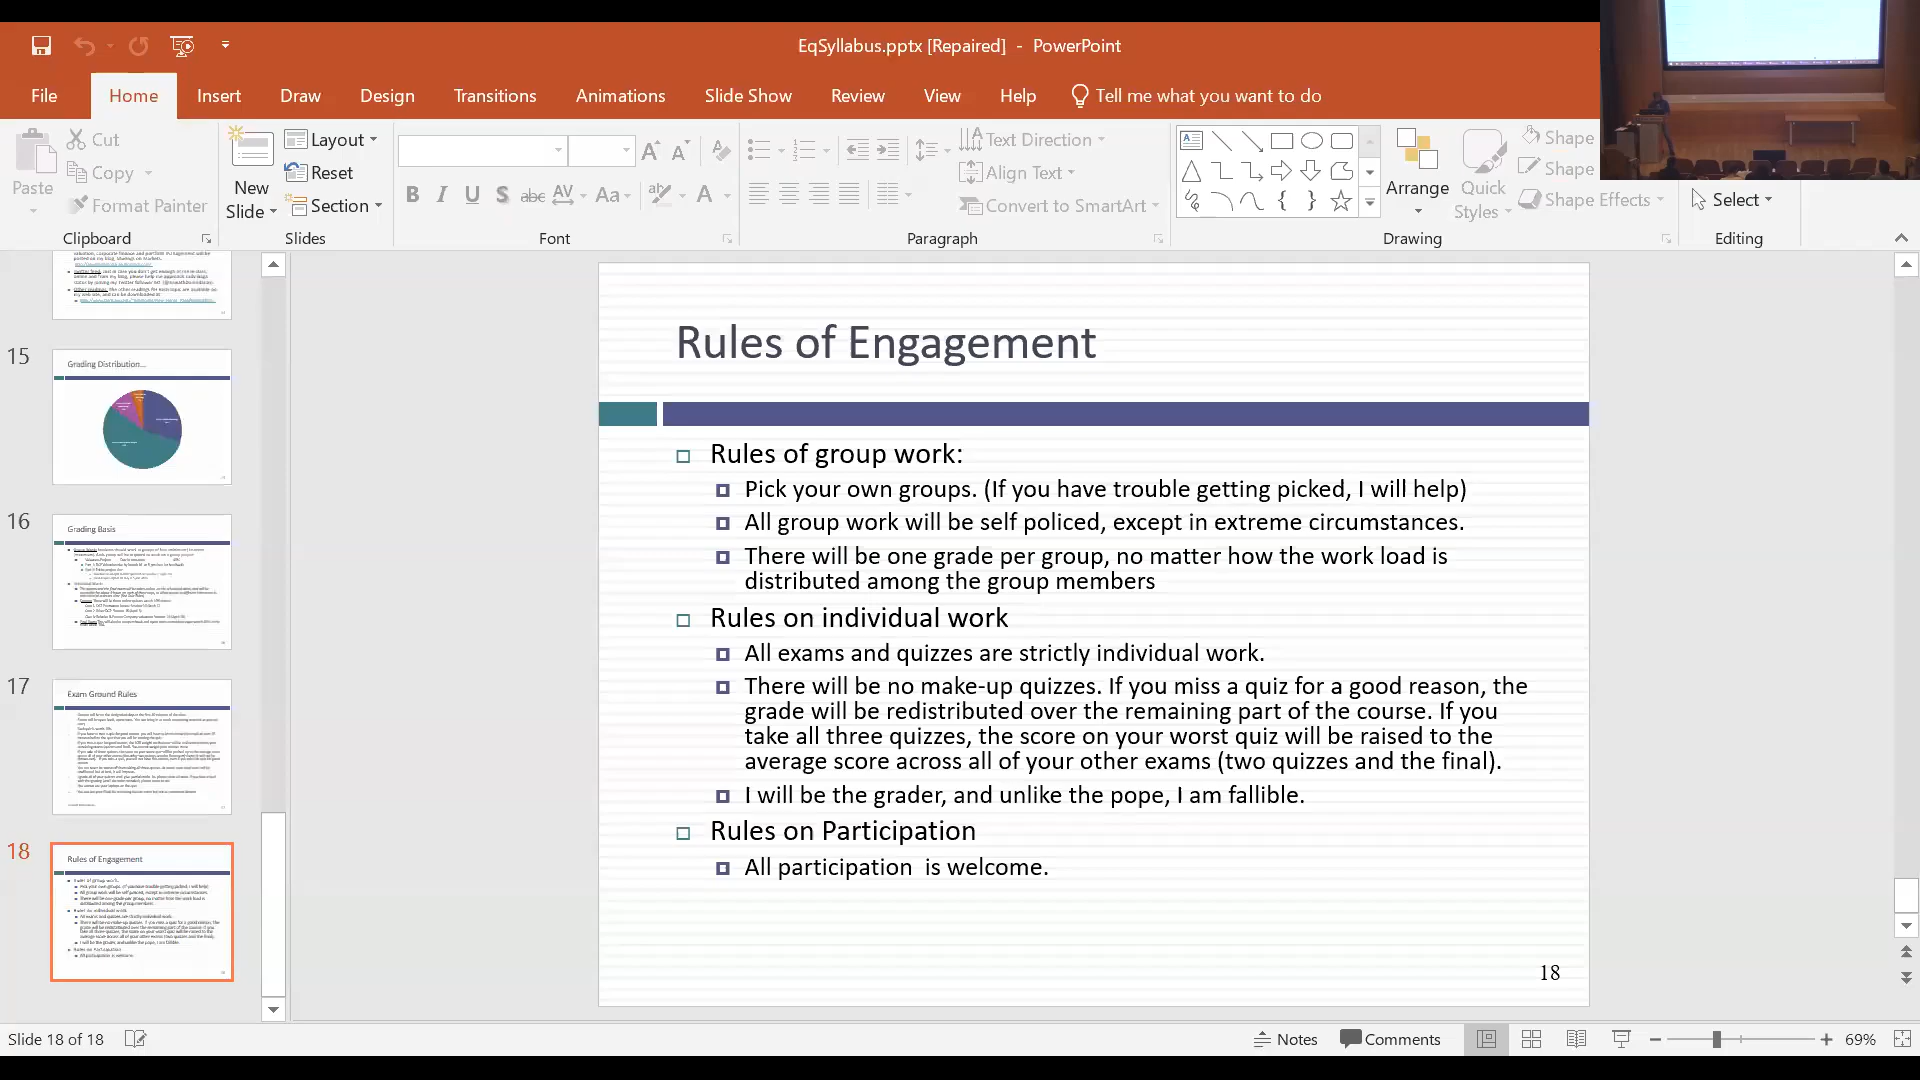 EqSyllabus.pptx [Repaired] - PowerPoint
File Home Insert Draw Design Transitions Animations Slide Show Review View Help Tell me what you want to do
Paste
Cut
Copy
Format Painter
Clipboard
New
Slide
Layout
Reset
Section
Slides
B I U S abc AV Aa A
Font
Text Direction
Align Text
Convert to SmartArt
Paragraph
Arrange
Quick
Styles
Shape
Shape
Shape Effects
Drawing
Select
Editing
15
Grading Distribution...
16
Grading Basis
17
Exam Ground Rules
18
Rules of Engagement
Rules of Engagement
Rules of group work:
Pick your own groups. (If you have trouble getting picked, I will help)
All group work will be self policed, except in extreme circumstances.
There will be one grade per group, no matter how the work load is
distributed among the group members
Rules on individual work
All exams and quizzes are strictly individual work.
There will be no make-up quizzes. If you miss a quiz for a good reason, the
grade will be redistributed over the remaining part of the course. If you
take all three quizzes, the score on your worst quiz will be raised to the
average score across all of your other exams (two quizzes and the final).
I will be the grader, and unlike the pope, I am fallible.
Rules on Participation
All participation is welcome.
18
Slide 18 of 18
Notes
Comments
69%